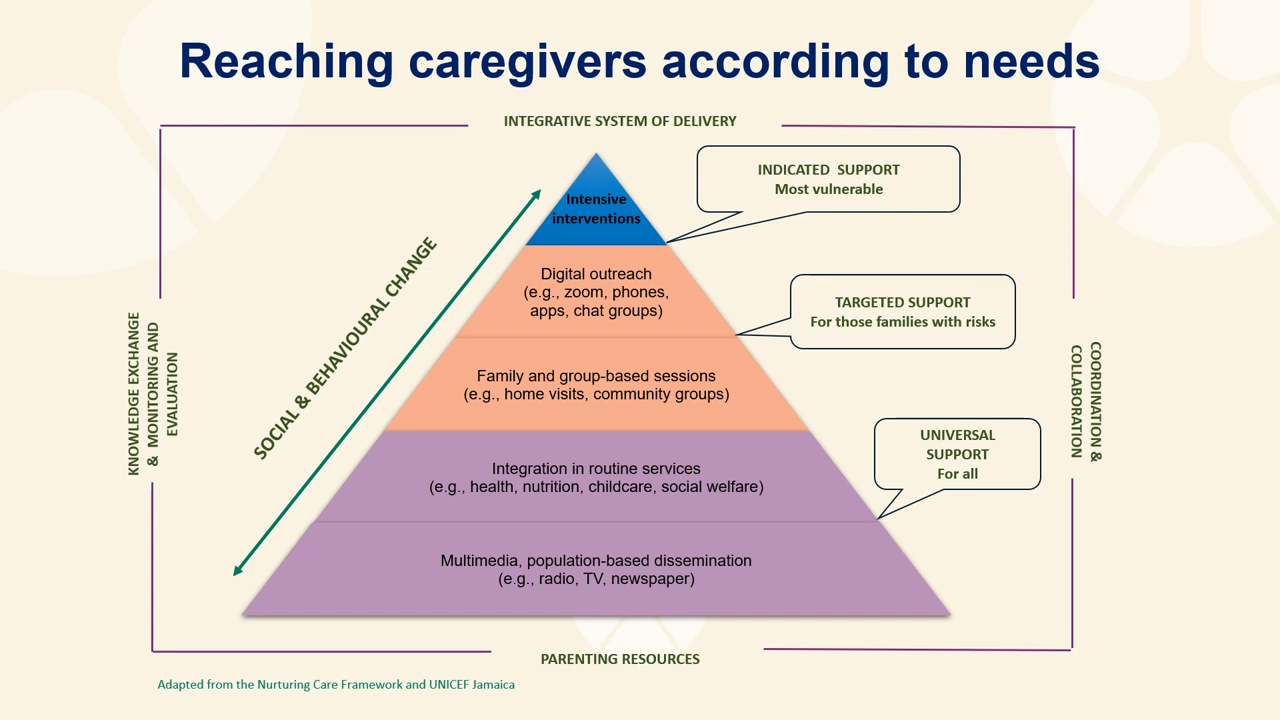 Reaching caregivers according to needs
INTEGRATIVE SYSTEM OF DELIVERY
INDICATED  SUPPORT
Most vulnerable
Intensive
interventions
Digital outreach
(e.g., zoom, phones,
apps, chat groups)
TARGETED SUPPORT
For those families with risks
SOCIAL & BEHAVIOURAL CHANGE
KNOWLEDGE EXCHANGE
& MONITORING AND
EVALUATION
COORDINATION &
COLLABORATION
Family and group-based sessions
(e.g., home visits, community groups)
UNIVERSAL
SUPPORT
For all
Integration in routine services
(e.g., health, nutrition, childcare, social welfare)
Multimedia, population-based dissemination
(e.g., radio, TV, newspaper)
PARENTING RESOURCES
Adapted from the Nurturing Care Framework and UNICEF Jamaica